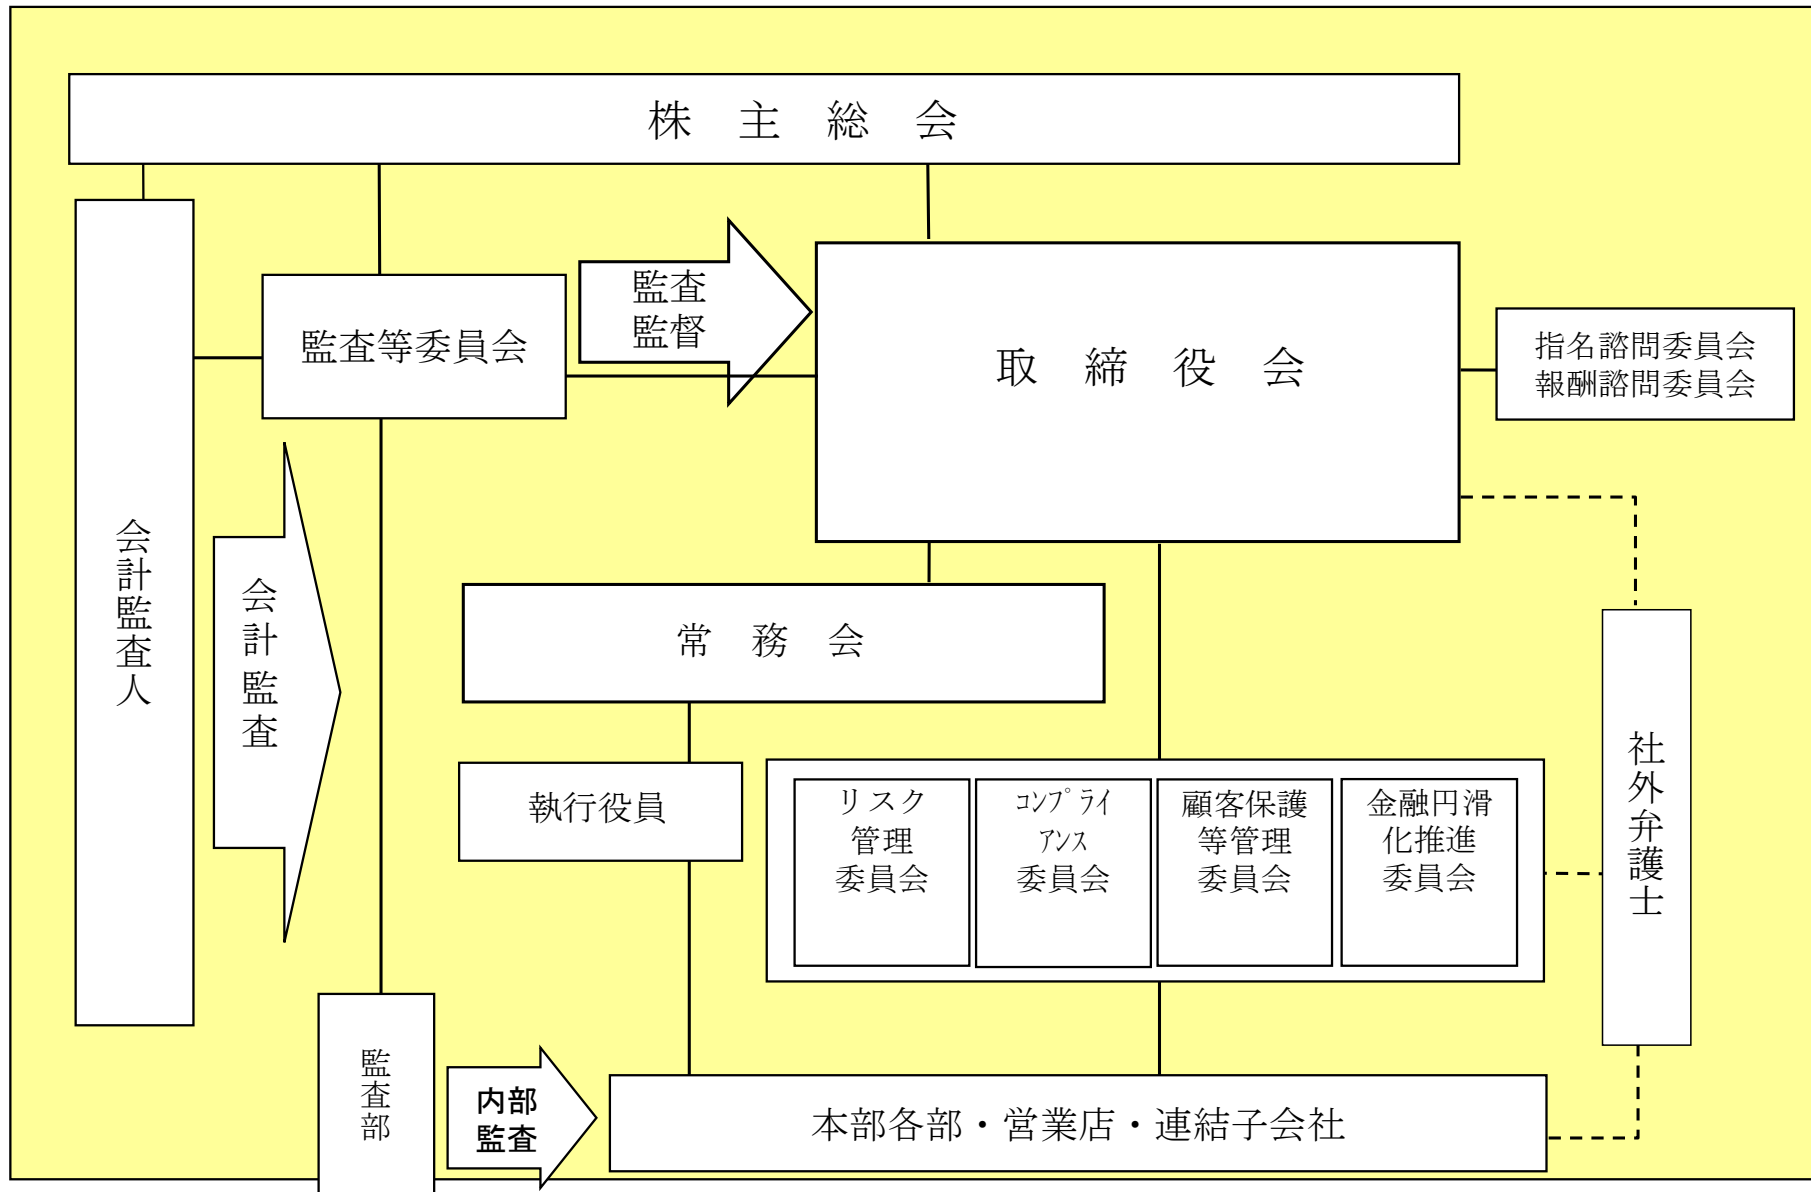 株　主　総　会
監査
監督
監査等委員会
取　締　役　会
指名諮問委員会
報酬諮問委員会
会計監査人
会計監査
常　務　会
執行役員
リスク
管理
委員会
ｺﾝﾌﾟﾗｲ
ｱﾝｽ
委員会
顧客保護
等管理
委員会
金融円滑
化推進
委員会
社外弁護士
監査部
内部
監査
本部各部・営業店・連結子会社